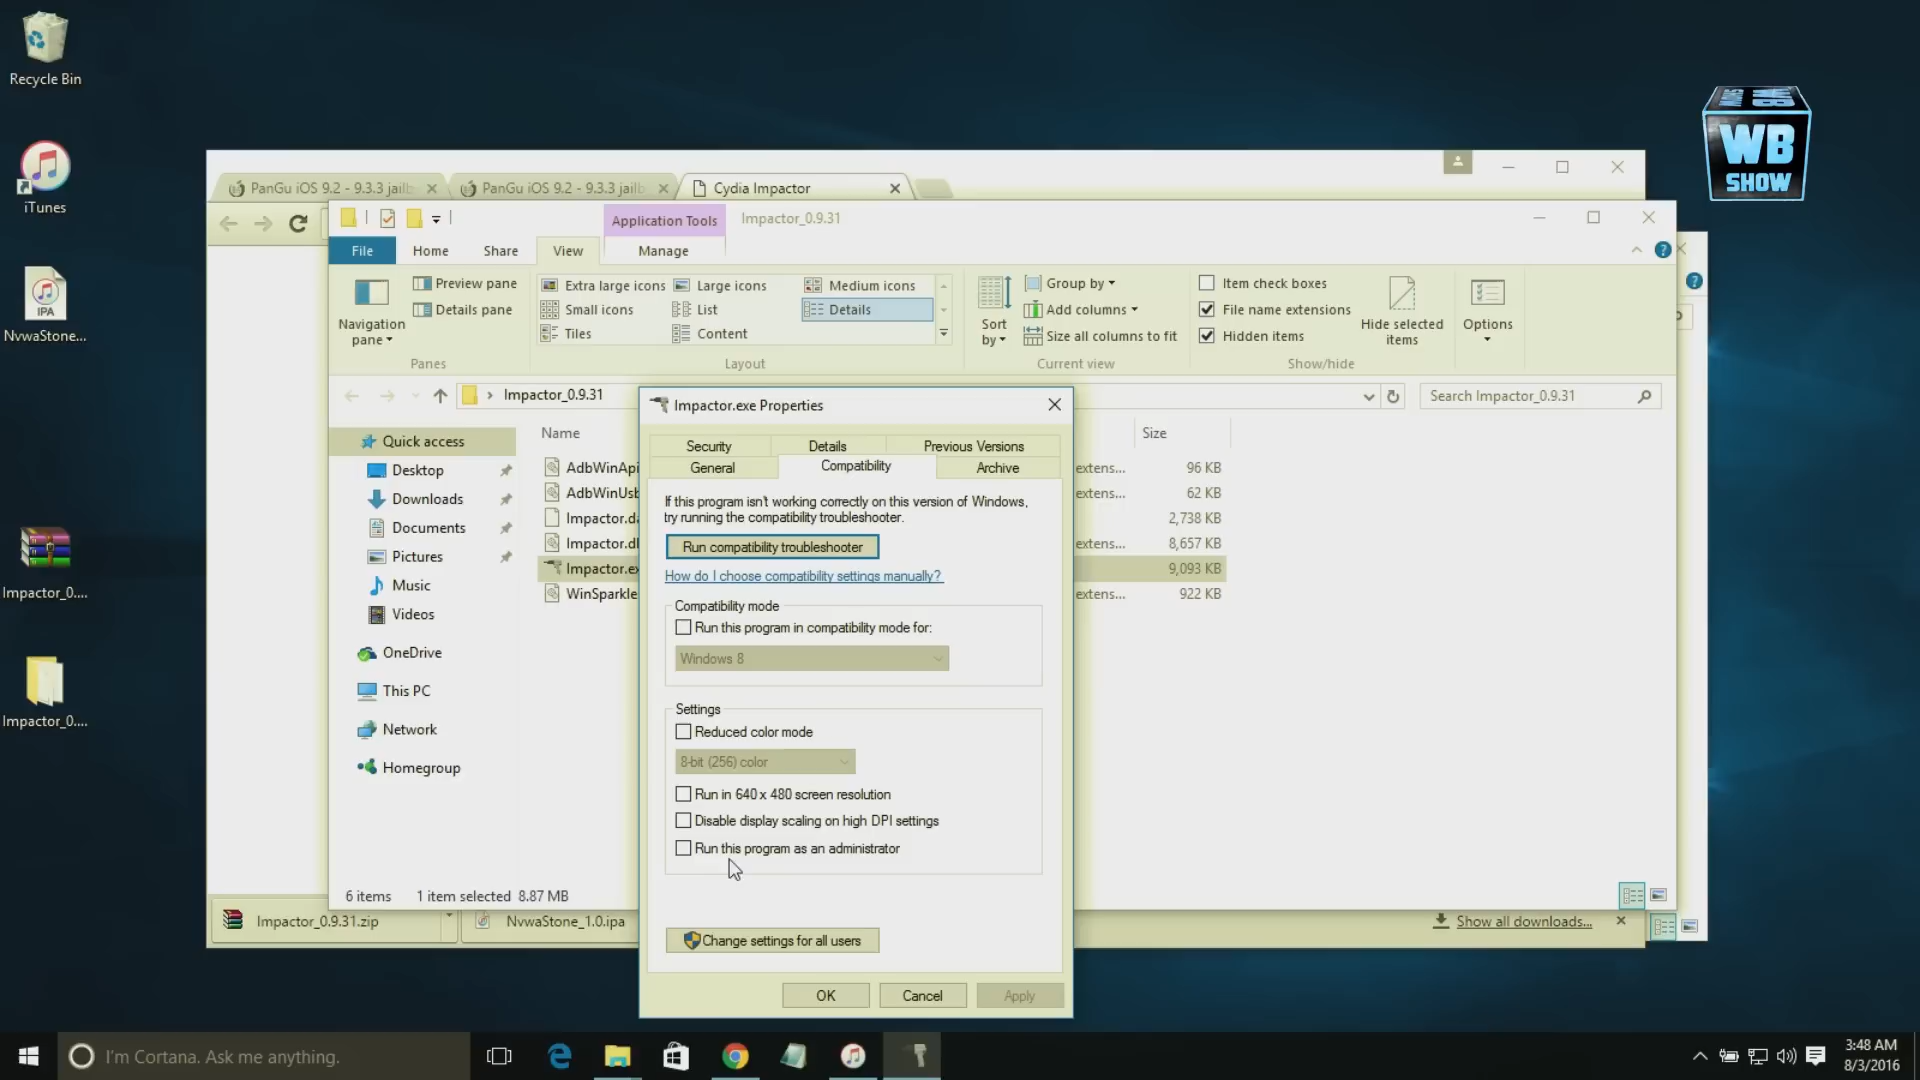 Recycle Bin
iTunes
IPA
NvwaStone...
Impactor_0....
Impactor_0....
WB
SHOW
PanGu iOS 9.2 - 9.3.3 jailb
PanGu iOS 9.2 - 9.3.3 jailb
Cydia Impactor
Application Tools
Impactor_0.9.31
File
Home
Share
View
Manage
Navigation pane
Preview pane
Details pane
Panes
Extra large icons
Large icons
Medium icons
Small icons
List
Details
Tiles
Content
Layout
Sort by
Group by
Add columns
Size all columns to fit
Current view
Item check boxes
File name extensions
Hidden items
Hide selected items
Show/hide
Options
Impactor_0.9.31
Search Impactor_0.9.31
Quick access
Desktop
Downloads
Documents
Pictures
Music
Videos
OneDrive
This PC
Network
Homegroup
Name
Size
AdbWinApi
extens...
96 KB
AdbWinUsb
extens...
62 KB
Impactor.da
2,738 KB
Impactor.dl
extens...
8,657 KB
Impactor.ex
9,093 KB
WinSparkle
extens...
922 KB
6 items
1 item selected 8.87 MB
Impactor.exe Properties
Security
Details
Previous Versions
General
Compatibility
Archive
If this program isn't working correctly on this version of Windows,
try running the compatibility troubleshooter.
Run compatibility troubleshooter
How do I choose compatibility settings manually?
Compatibility mode
Run this program in compatibility mode for:
Windows 8
Settings
Reduced color mode
8-bit (256) color
Run in 640 x 480 screen resolution
Disable display scaling on high DPI settings
Run this program as an administrator
Change settings for all users
OK
Cancel
Apply
Impactor_0.9.31.zip
NvwaStone_1.0.ipa
Show all downloads...
I'm Cortana. Ask me anything.
3:48 AM
8/3/2016